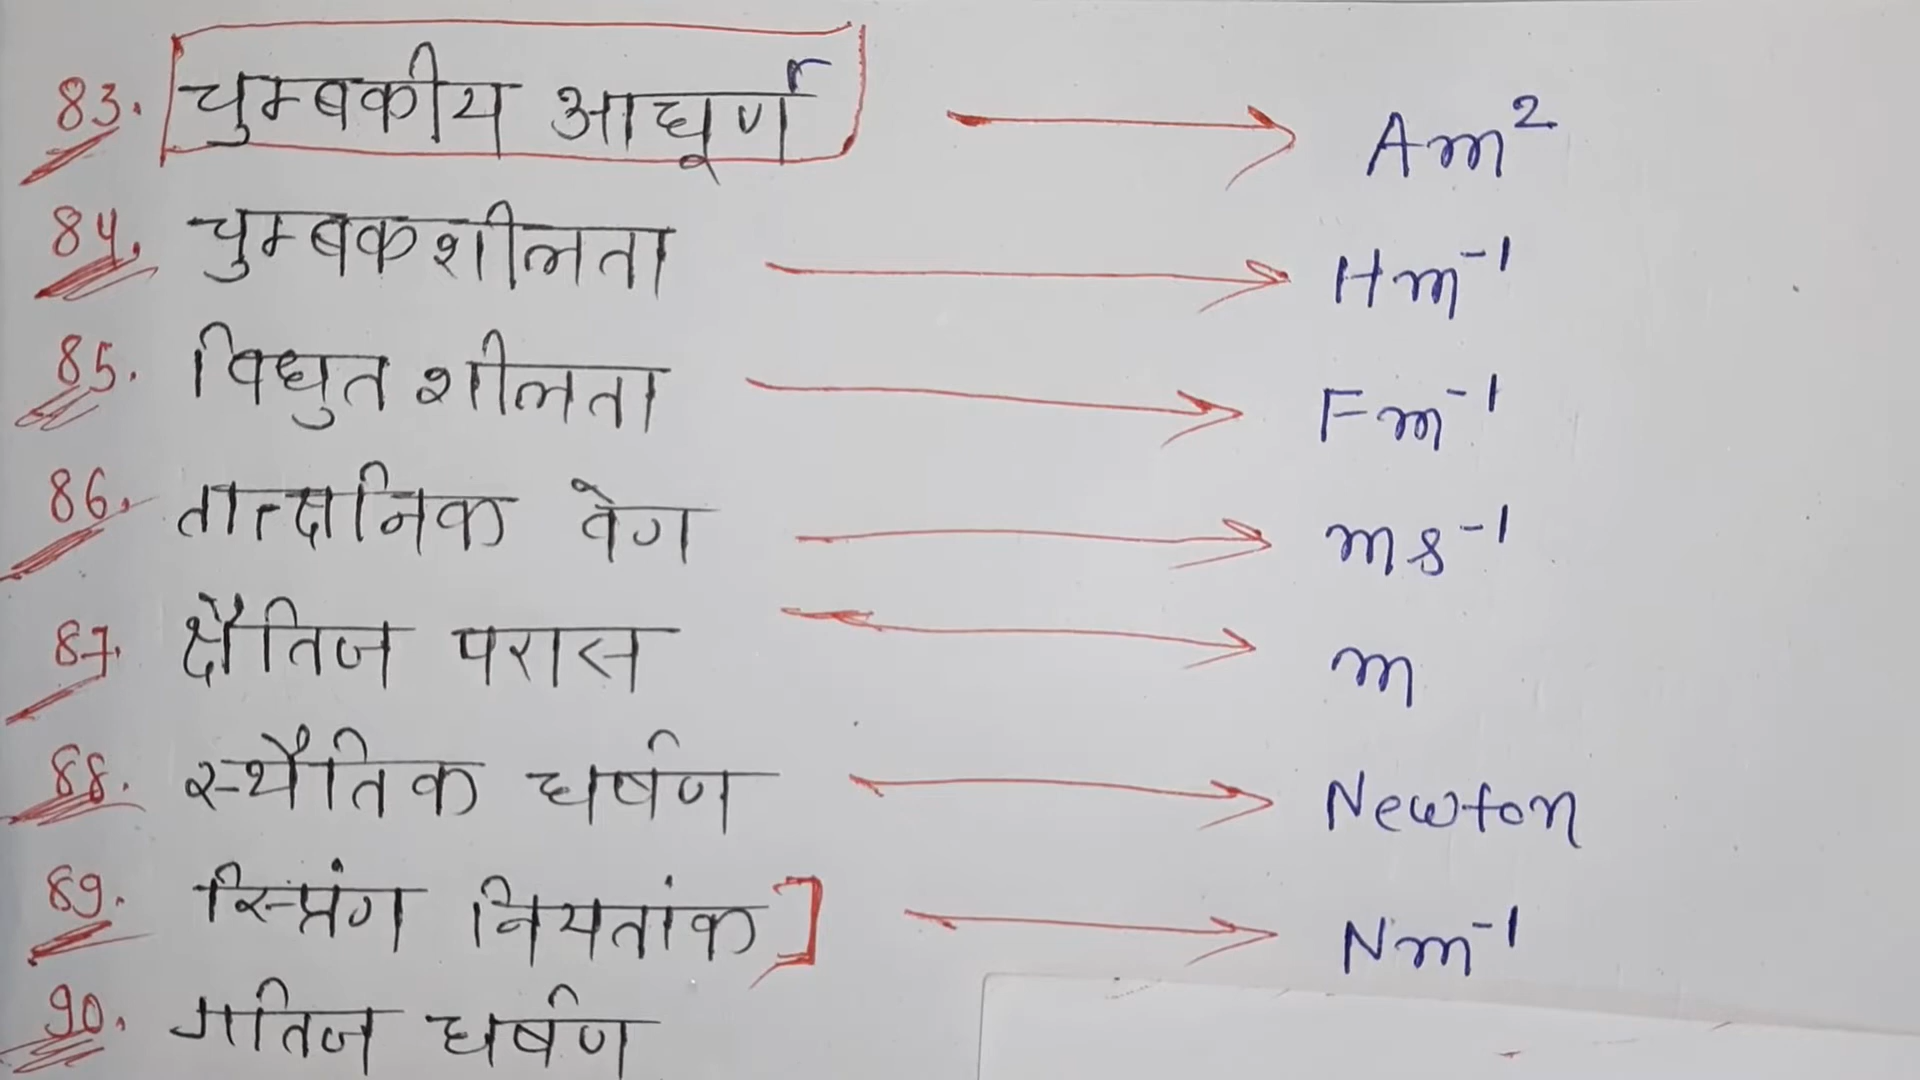 83. चुम्बकीय आघूर्ण → Am²
84. चुम्बकशीलता → Hm⁻¹
85. विघुत शीलता → Fm⁻¹
86. तात्क्षनिक वेग → ms⁻¹
87. क्षैतिज परास → m
88. स्थैतिक घर्षण → Newton
89. स्प्रिंग नियतांक] → Nm⁻¹
90. गतिज घर्षण